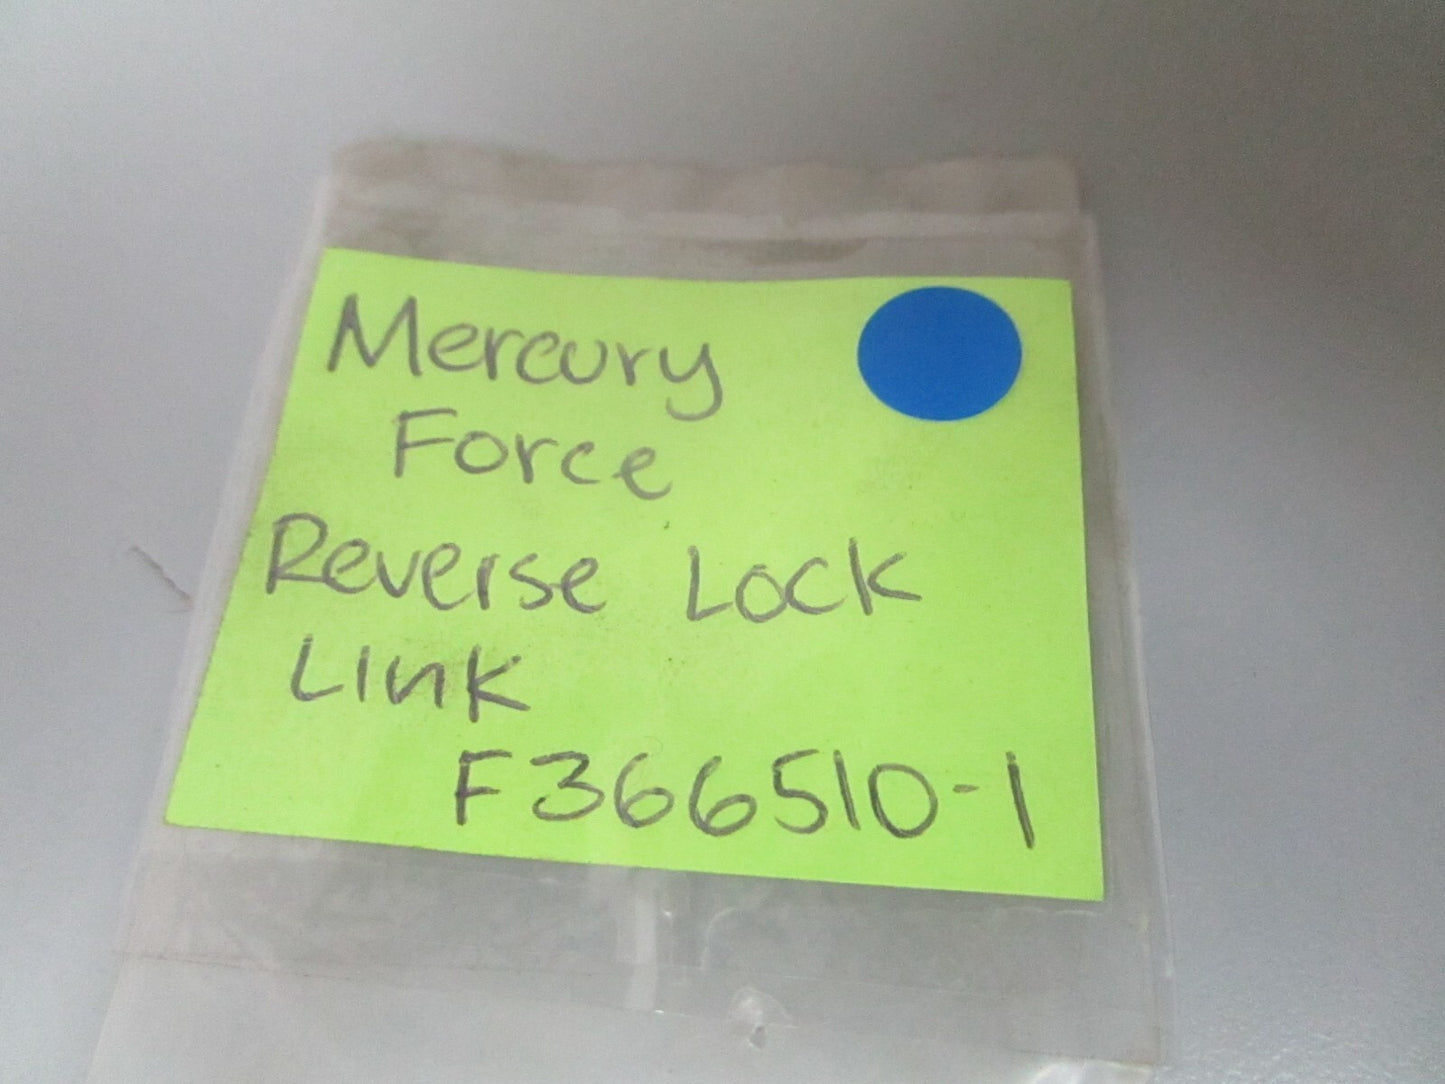 Mercury
Force
Reverse Lock
Link
F366510-1